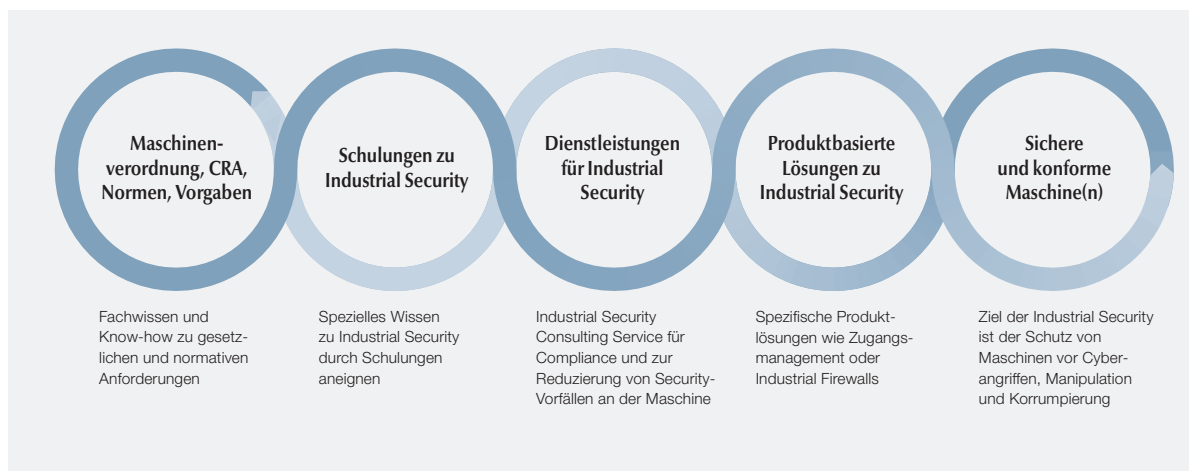 Maschinen-
verordnung, CRA,
Normen, Vorgaben
Schulungen zu
Industrial Security
Dienstleistungen
für Industrial
Security
Produktbasierte
Lösungen zu
Industrial Security
Sichere
und konforme
Maschine(n)
Fachwissen und
Know-how zu gesetz-
lichen und normativen
Anforderungen
Spezielles Wissen
zu Industrial Security
durch Schulungen
aneignen
Industrial Security
Consulting Service für
Compliance und zur
Reduzierung von Security-
Vorfällen an der Maschine
Spezifische Produkt-
lösungen wie Zugangs-
management oder
Industrial Firewalls
Ziel der Industrial Security
ist der Schutz von
Maschinen vor Cyber-
angriffen, Manipulation
und Korrumpierung